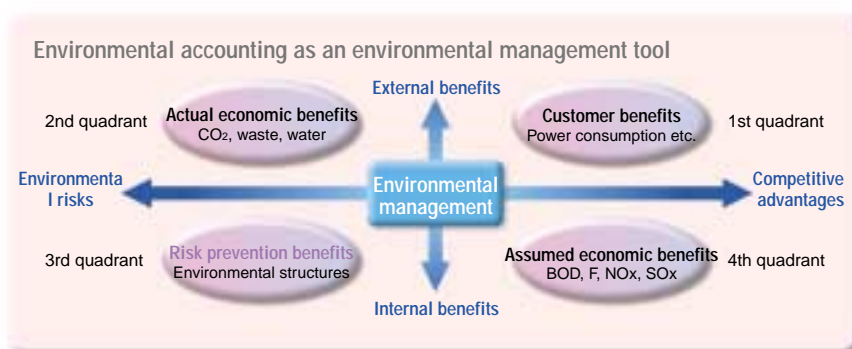 Environmental accounting as an environmental management tool
External benefits
2nd quadrant
Actual economic benefits
CO₂, waste, water
Customer benefits
Power consumption etc.
1st quadrant
Environmenta
l risks
Environmental
management
Competitive
advantages
3rd quadrant
Risk prevention benefits
Environmental structures
Assumed economic benefits
BOD, F, NOx, SOx
4th quadrant
Internal benefits